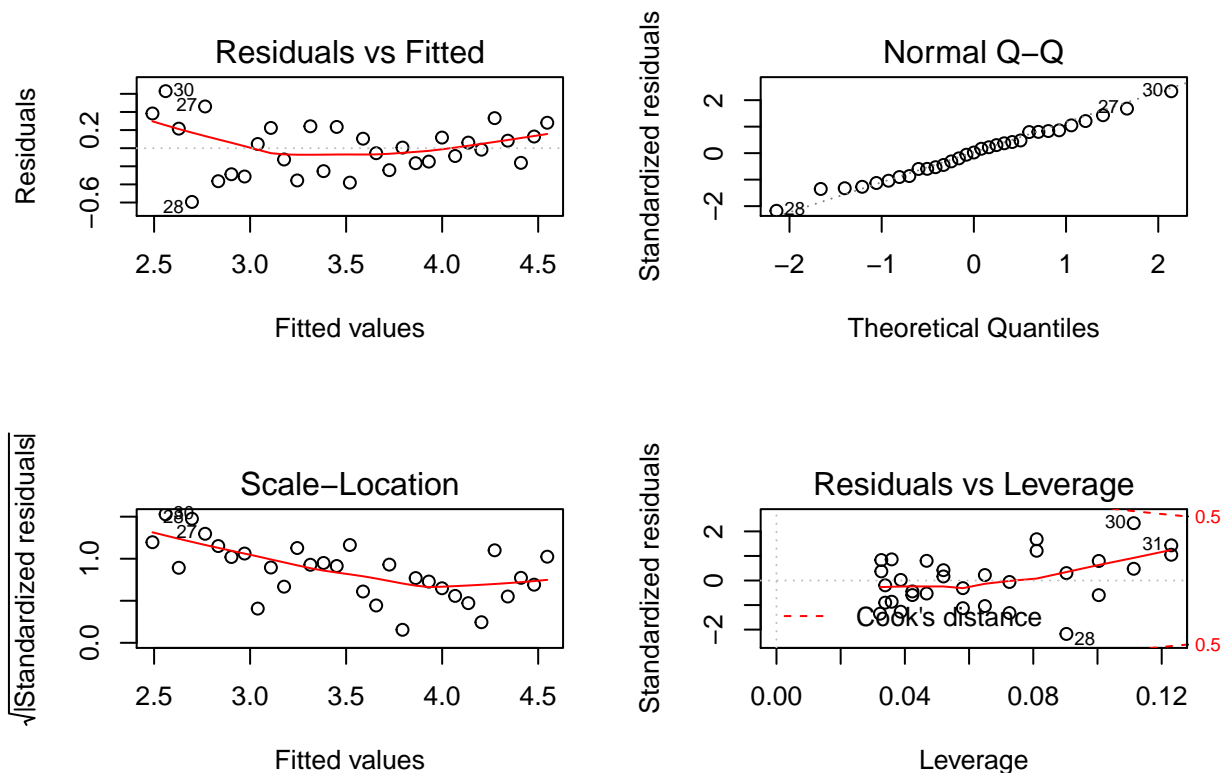 Residuals vs Fitted
Residuals
0.2
−0.6
30
27
28
2.5 3.0 3.5 4.0 4.5
Fitted values
Normal Q−Q
Standardized residuals
2
0
−2
30
27
28
−2 −1 0 1 2
Theoretical Quantiles
Scale−Location
√|Standardized residuals|
1.0
0.0
30
28
27
2.5 3.0 3.5 4.0 4.5
Fitted values
Residuals vs Leverage
Standardized residuals
2
0
−2
30
31
28
0.5
0.5
Cook's distance
0.00 0.04 0.08 0.12
Leverage